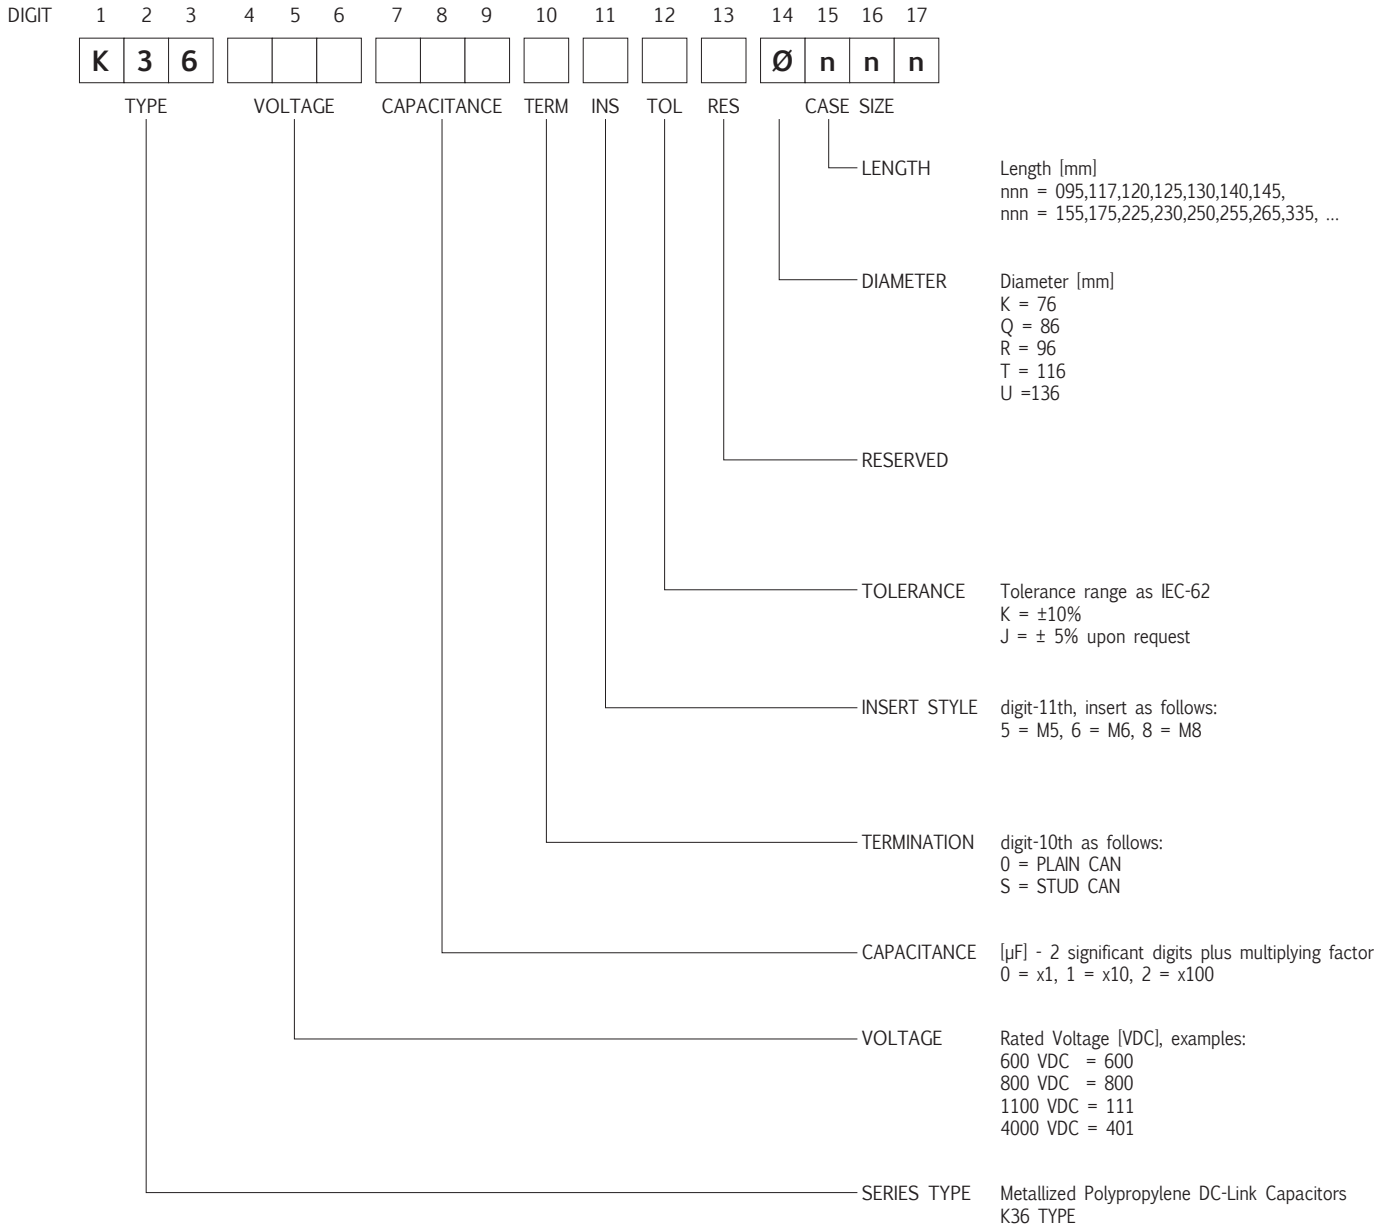 DIGIT 1 2 3 4 5 6 7 8 9 10 11 12 13 14 15 16 17
K 3 6 Ø n n n
TYPE VOLTAGE CAPACITANCE TERM INS TOL RES CASE SIZE
LENGTH Length [mm]
nnn = 095,117,120,125,130,140,145,
nnn = 155,175,225,230,250,255,265,335, ...
DIAMETER Diameter [mm]
K = 76
Q = 86
R = 96
T = 116
U =136
RESERVED
TOLERANCE Tolerance range as IEC-62
K = ±10%
J = ± 5% upon request
INSERT STYLE digit-11th, insert as follows:
5 = M5, 6 = M6, 8 = M8
TERMINATION digit-10th as follows:
0 = PLAIN CAN
S = STUD CAN
CAPACITANCE [µF] - 2 significant digits plus multiplying factor
0 = x1, 1 = x10, 2 = x100
VOLTAGE Rated Voltage [VDC], examples:
600 VDC = 600
800 VDC = 800
1100 VDC = 111
4000 VDC = 401
SERIES TYPE Metallized Polypropylene DC-Link Capacitors
K36 TYPE